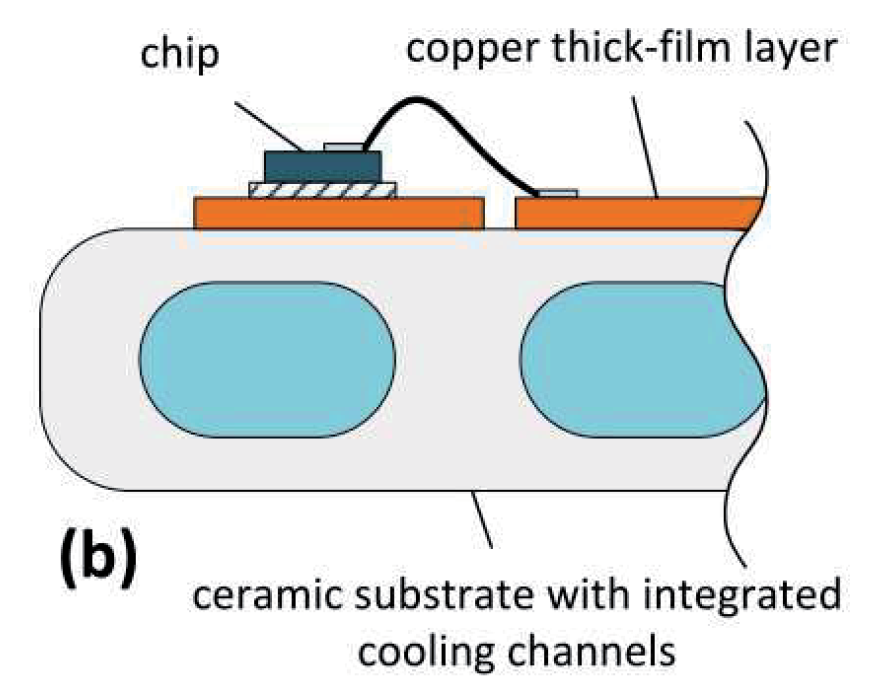 chip
copper thick-film layer
(b)
ceramic substrate with integrated
cooling channels